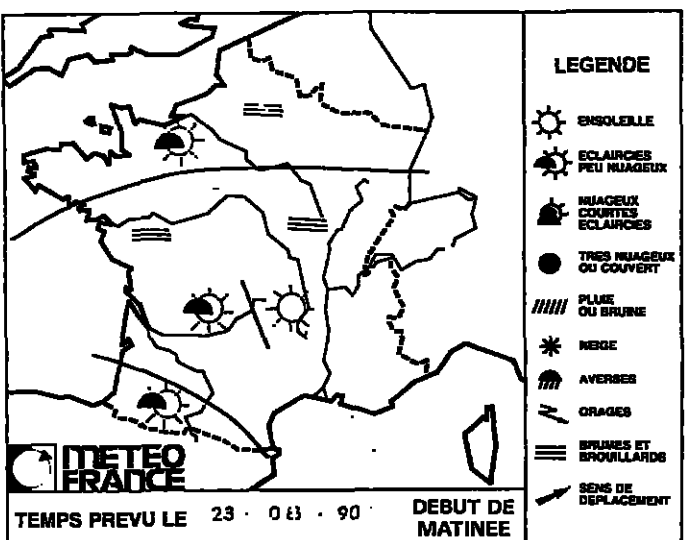 LEGENDE
ENSOLEILLE
ECLAIRCIES
PEU NUAGEUX
NUAGEUX
COURTES
ECLAIRCIES
TRES NUAGEUX
OU COUVERT
PLUIE
OU BRUINE
NEIGE
AVERSES
ORAGES
BRUMES ET
BROUILLARDS
SENS DE
DEPLACEMENT
METEO
FRANCE
TEMPS PREVU LE 23 · 08 · 90 DEBUT DE
MATINEE